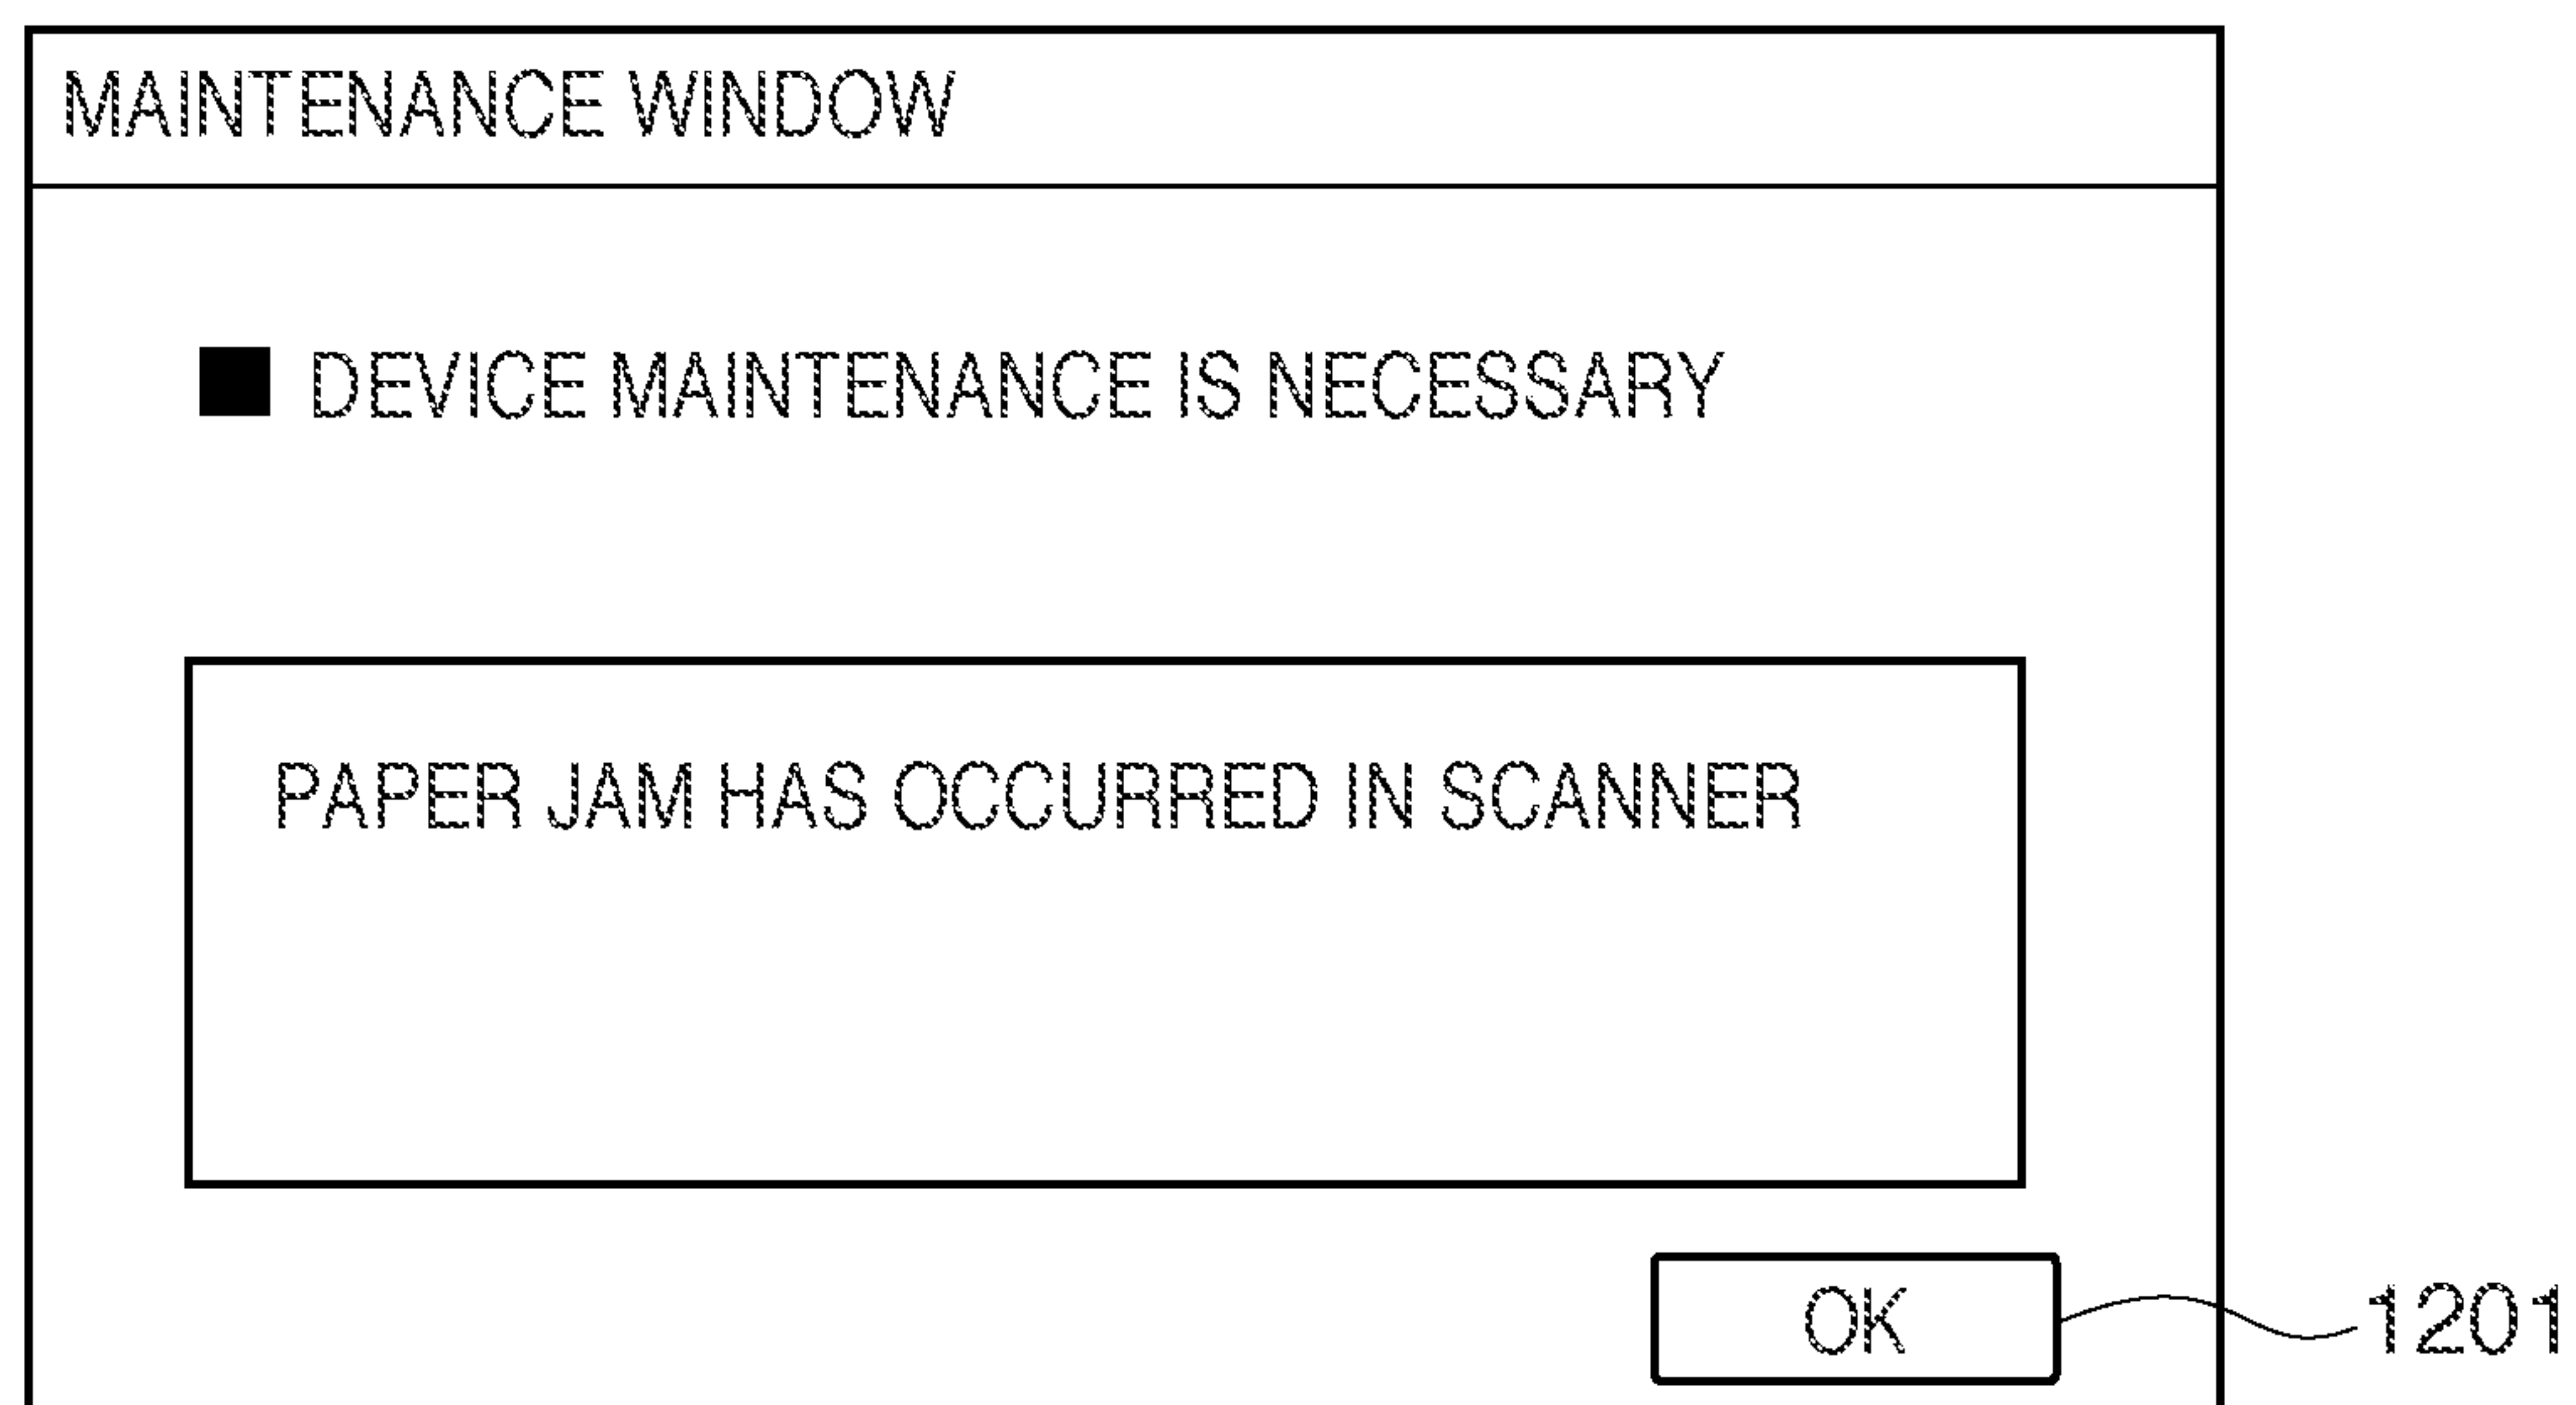 MAINTENANCE WINDOW
■ DEVICE MAINTENANCE IS NECESSARY
PAPER JAM HAS OCCURRED IN SCANNER
OK
1201